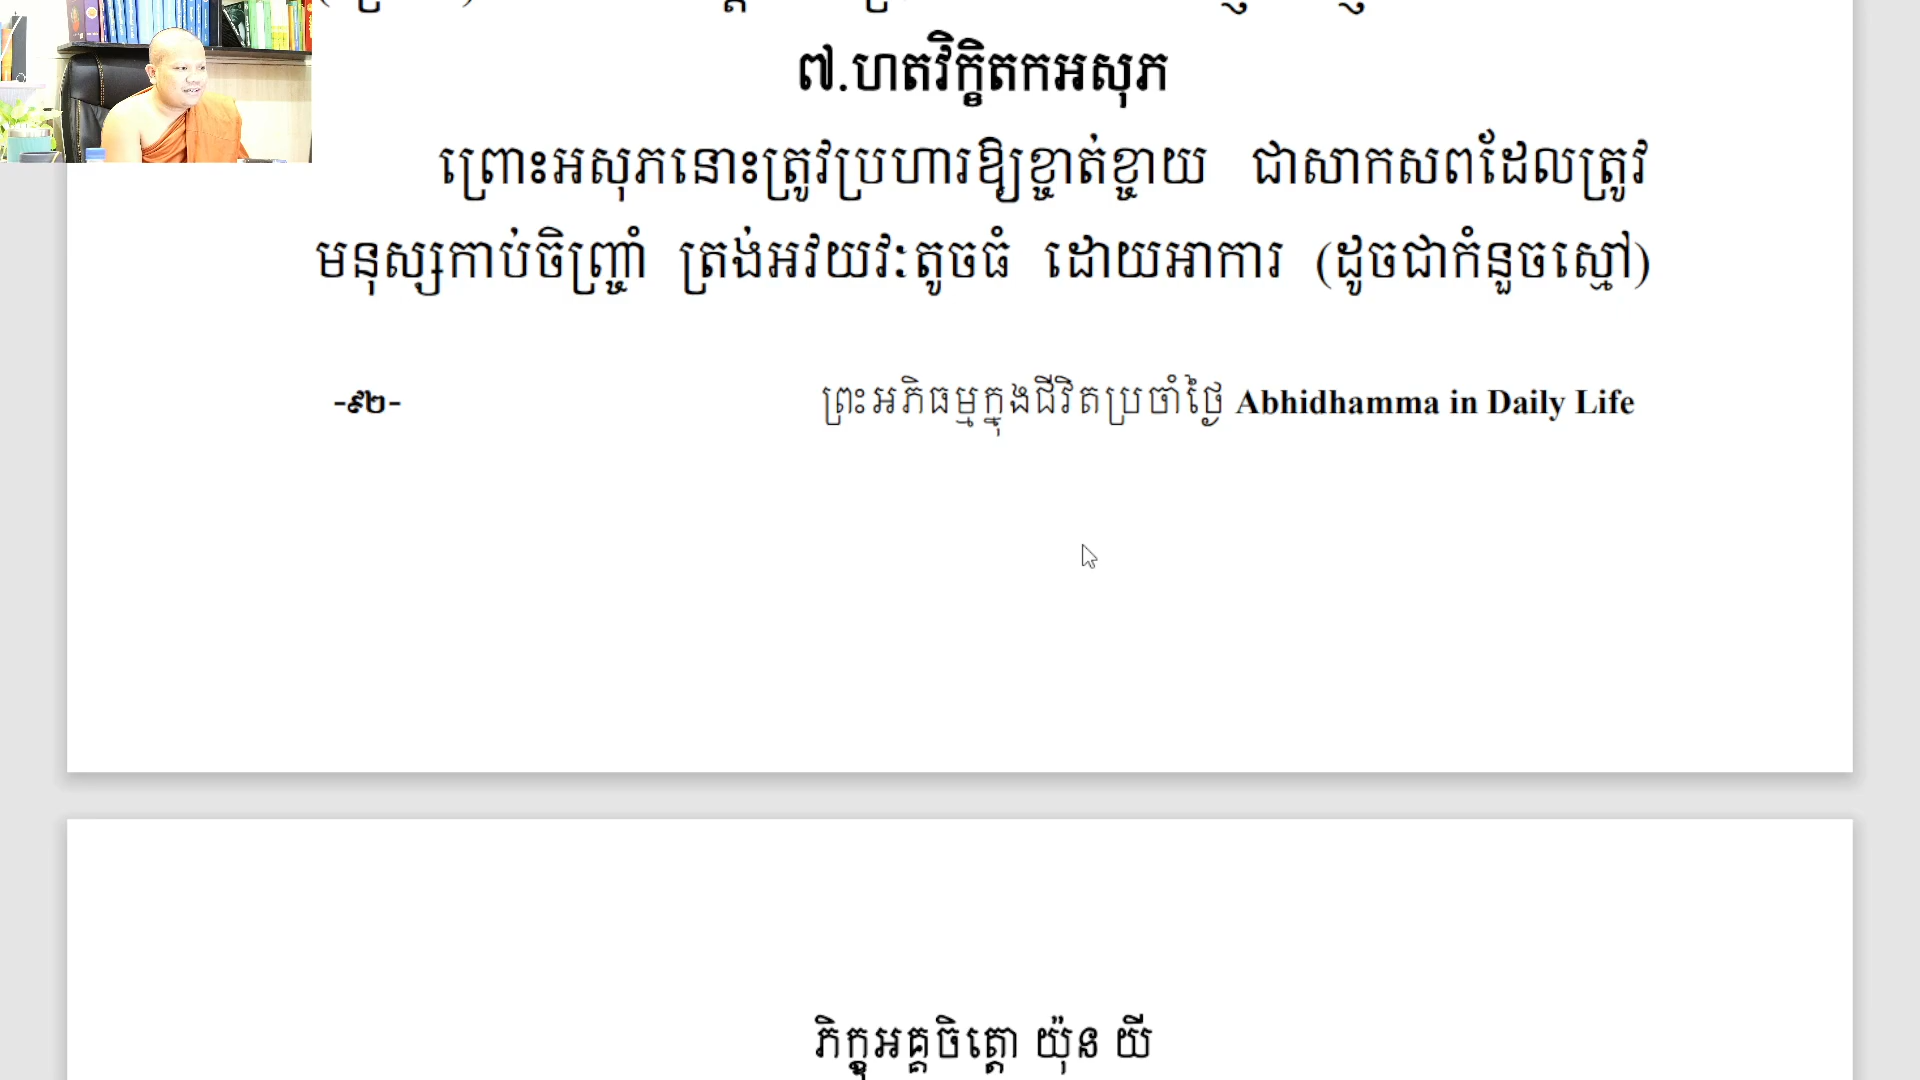 ៧.ហតវិក្ខិតកអសុភ
ព្រោះអសុភនោះត្រូវប្រហារឱ្យខ្ចាត់ខ្ចាយ ជាសាកសពដែលត្រូវ
មនុស្សកាប់ចិញ្ច្រាំ ត្រង់អវយវៈតូចធំ ដោយអាការ (ដូចជាកំនួចស្មៅ)
-៩២-
ព្រះអភិធម្មក្នុងជីវិតប្រចាំថ្ងៃ Abhidhamma in Daily Life
ភិក្ខុអគ្គចិត្តោ យ៉ុន យី